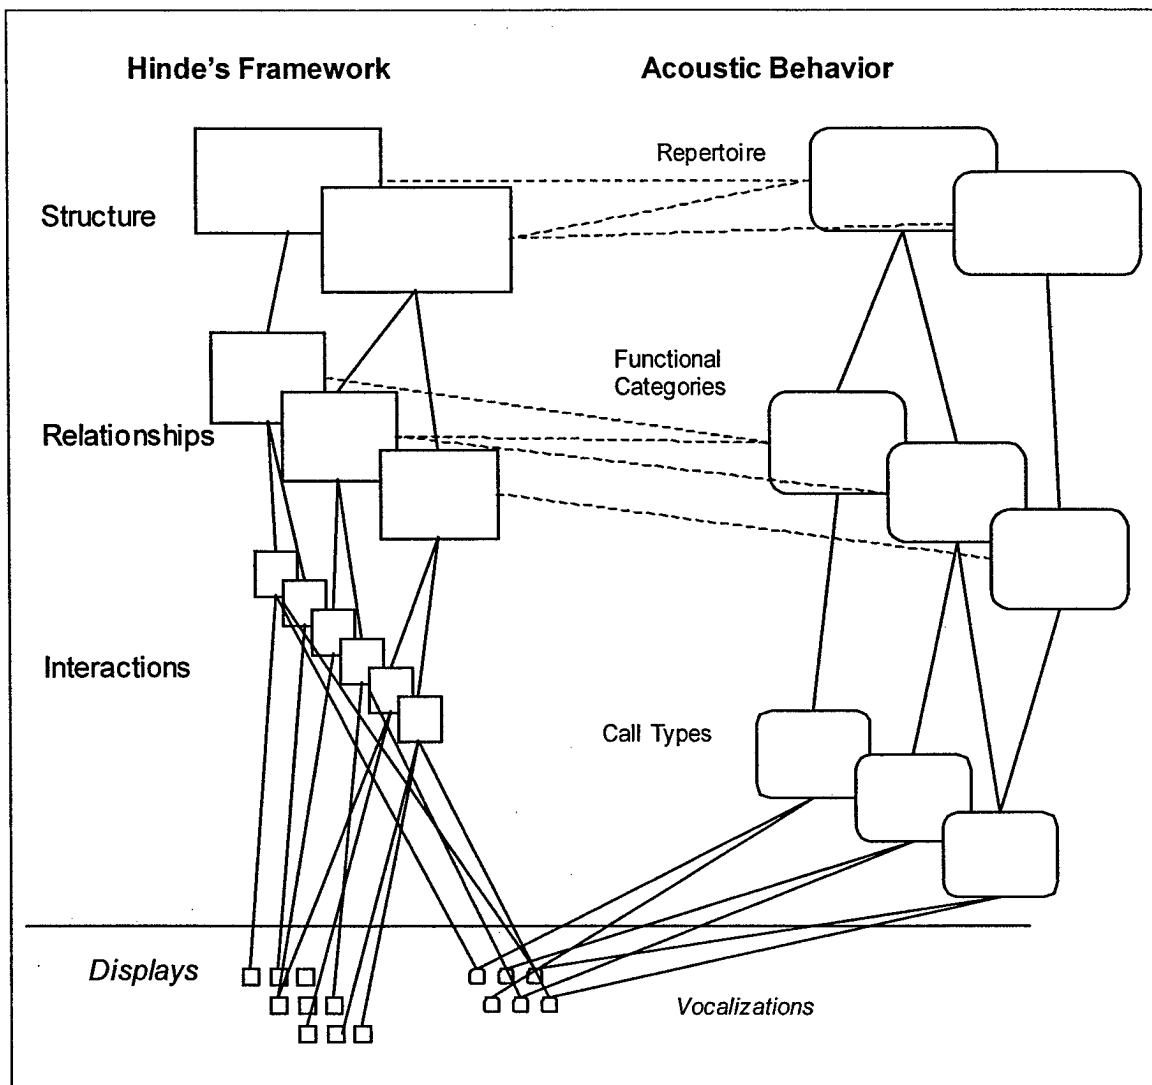 Hinde's Framework
Acoustic Behavior
Repertoire
Structure
Functional
Categories
Relationships
Interactions
Call Types
Displays
Vocalizations